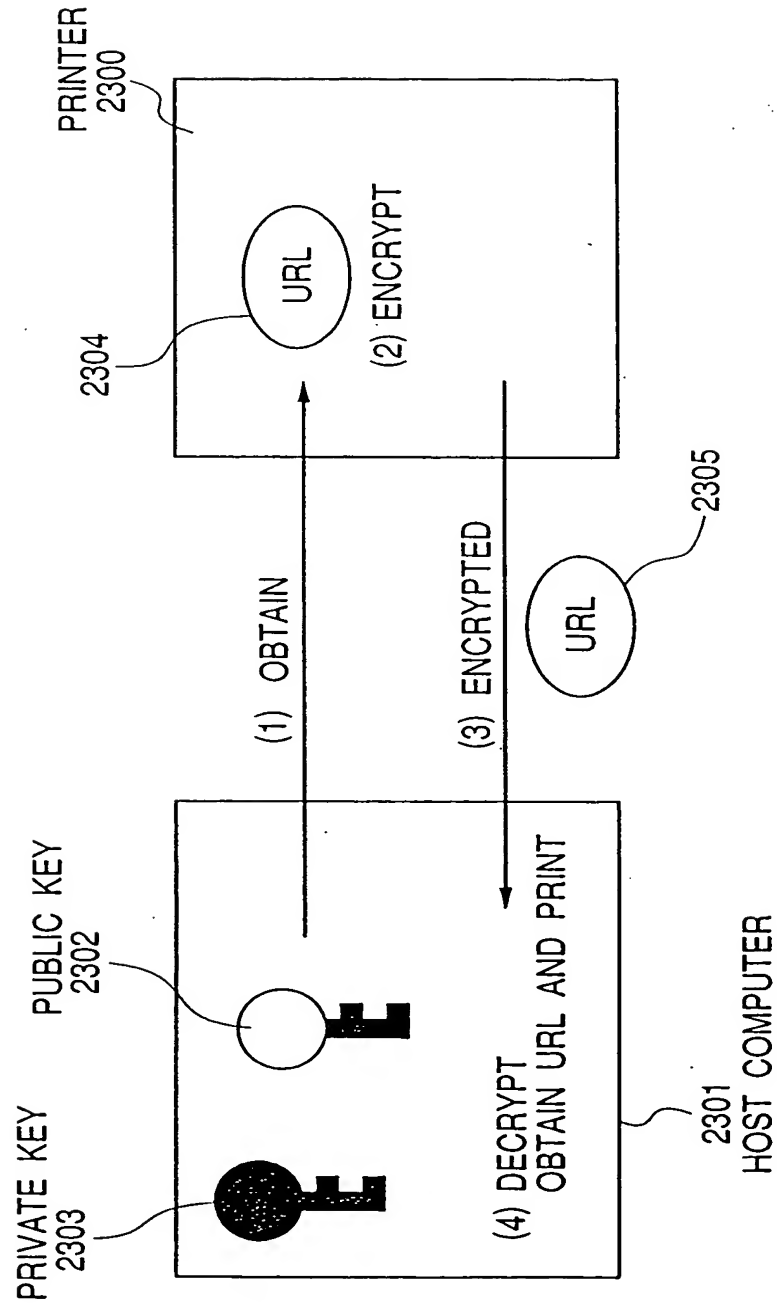 PRIVATE KEY
2303
PUBLIC KEY
2302
PRINTER
2300
2304
URL
(1) OBTAIN
(2) ENCRYPT
(3) ENCRYPTED
URL
2305
(4) DECRYPT
OBTAIN URL AND PRINT
2301
HOST COMPUTER